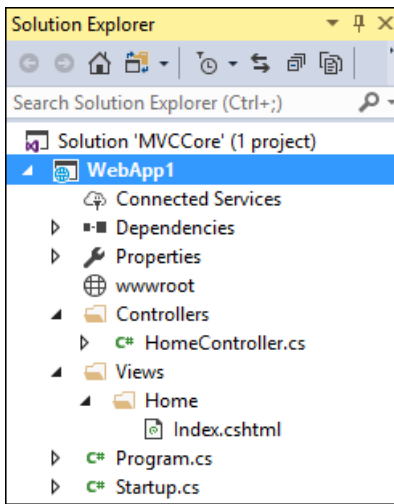 Solution Explorer
Search Solution Explorer (Ctrl+;)
Solution 'MVCCore' (1 project)
WebApp1
Connected Services
Dependencies
Properties
wwwroot
Controllers
C# HomeController.cs
Views
Home
Index.cshtml
C# Program.cs
C# Startup.cs